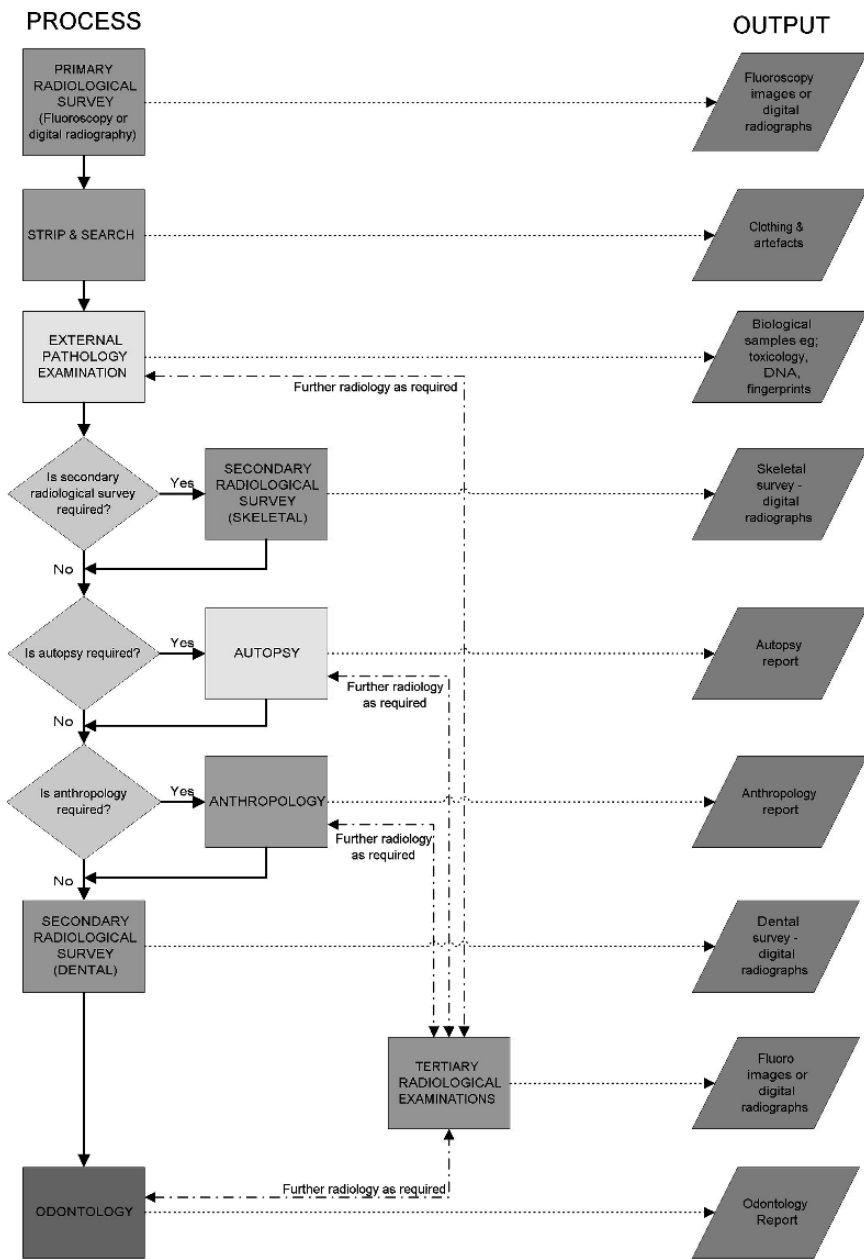 PROCESS
OUTPUT
PRIMARY
RADIOLOGICAL
SURVEY
(Fluoroscopy or
digital radiography)
Fluoroscopy
images or
digital
radiographs
STRIP & SEARCH
Clothing &
artefacts
EXTERNAL
PATHOLOGY
EXAMINATION
Biological
samples eg;
toxicology,
DNA,
fingerprints
Further radiology as required
Is secondary
radiological survey
required?
Yes
SECONDARY
RADIOLOGICAL
SURVEY
(SKELETAL)
Skeletal
survey -
digital
radiographs
No
Is autopsy required?
Yes
AUTOPSY
Autopsy
report
Further radiology
as required
No
Is anthropology
required?
Yes
ANTHROPOLOGY
Anthropology
report
Further radiology
as required
No
SECONDARY
RADIOLOGICAL
SURVEY
(DENTAL)
Dental
survey -
digital
radiographs
TERTIARY
RADIOLOGICAL
EXAMINATIONS
Fluoro
images or
digital
radiographs
Further radiology as required
ODONTOLOGY
Odontology
Report